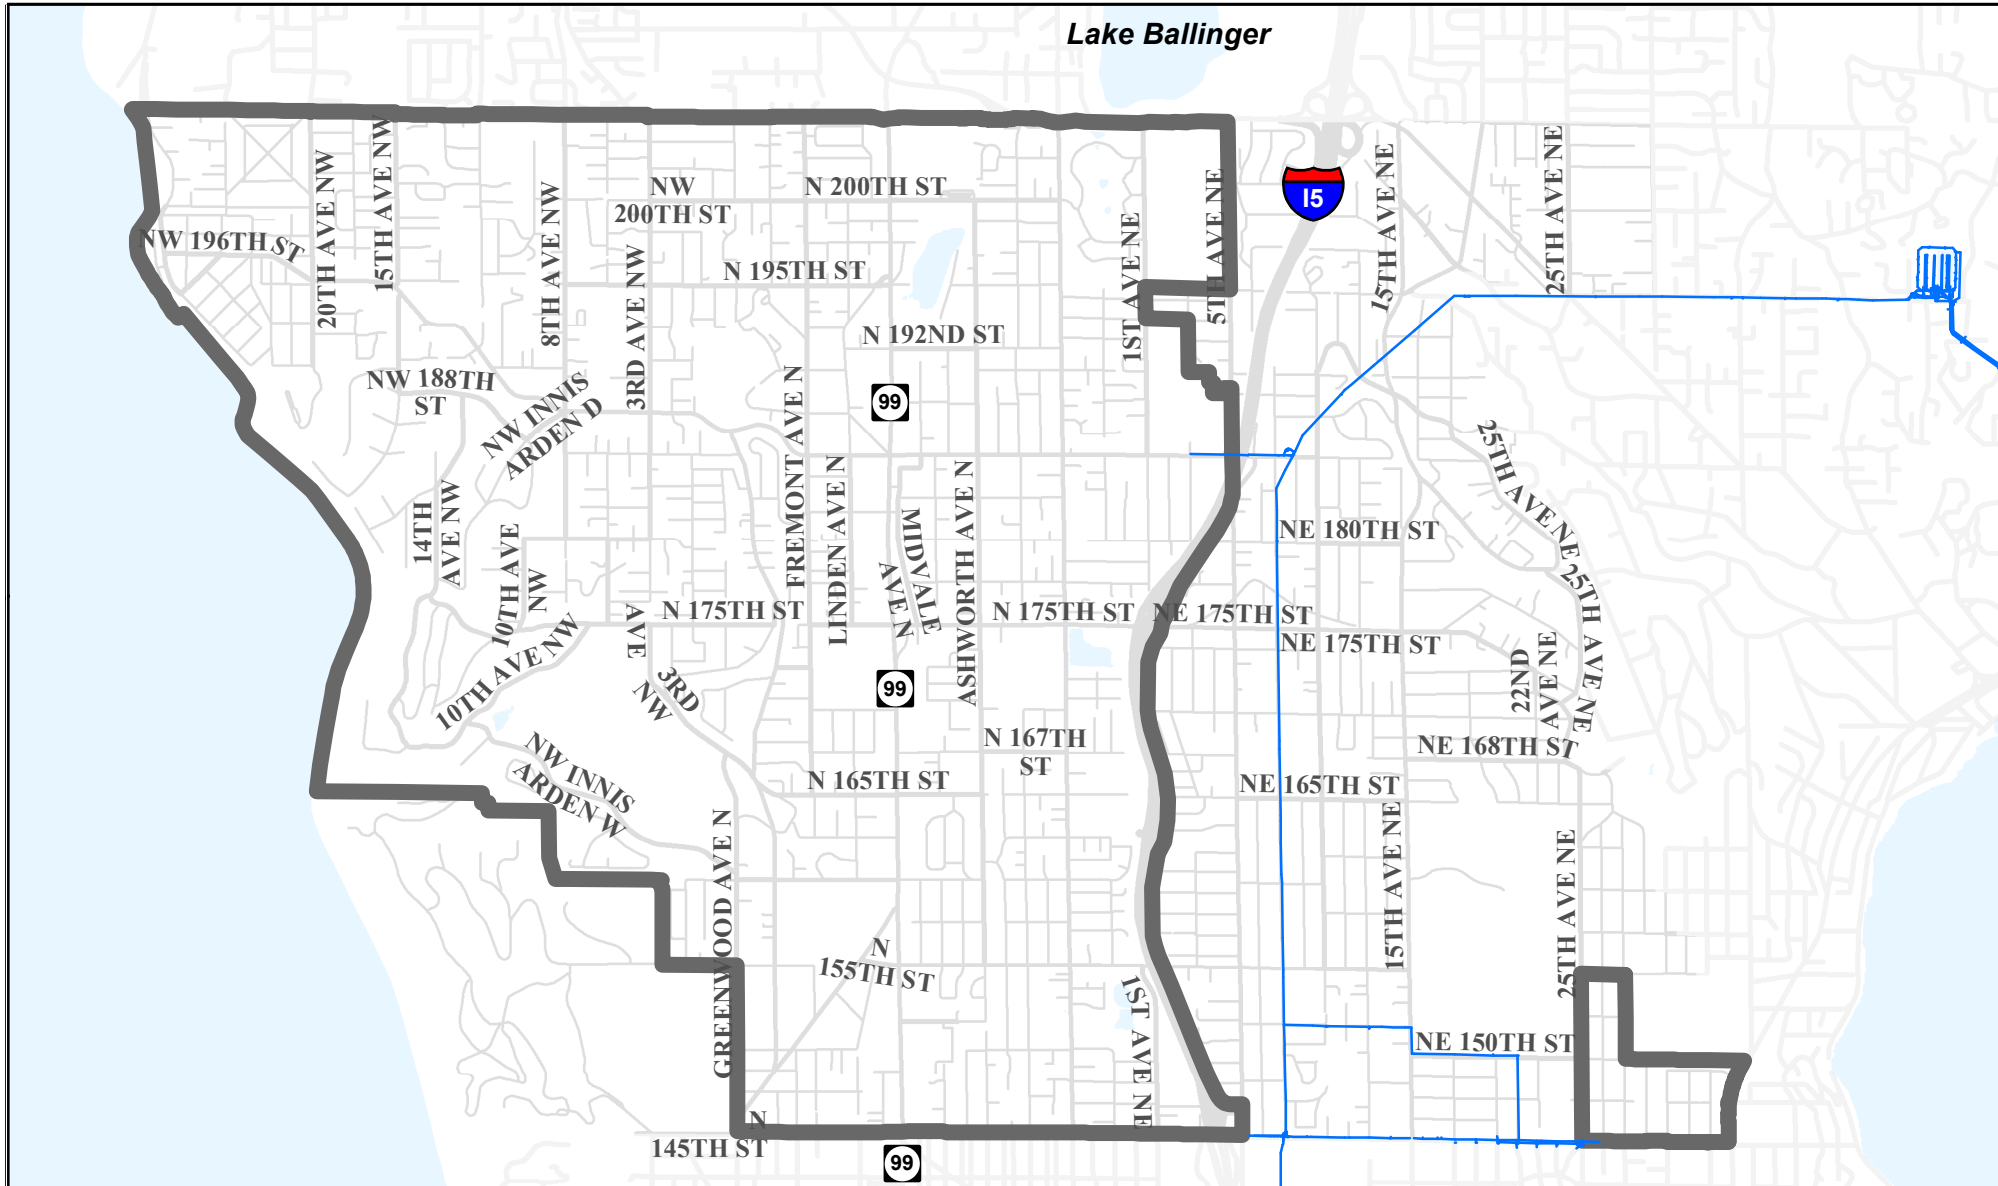 Lake Ballinger
I5
15TH AVE NW
20TH AVE NW
8TH AVE NW
NW
200TH ST
N 200TH ST
1ST AVE NE
5TH AVE NE
15TH AVE NE
25TH AVE NE
NW 196TH ST
3RD AVE NW
N 195TH ST
N 192ND ST
NW 188TH
ST
NW INNIS
ARDEN D
99
FREMONT AVE N
LINDEN AVE N
MIDVALE
AVE N
ASHWORTH AVE N
14TH
AVE NW
10TH AVE
NW
25TH AVE NE
NE 180TH ST
25TH AVE NE
AVE
N 175TH ST
N 175TH ST
NE 175TH ST
NE 175TH ST
10TH AVE NW
3RD
NW
99
22ND
AVE NE
NW INNIS
ARDEN W
N 167TH
ST
NE 168TH ST
N 165TH ST
NE 165TH ST
GREENWOOD AVE N
15TH AVE NE
25TH AVE NE
N
155TH ST
1ST AVE NE
NE 150TH ST
N
145TH ST
99